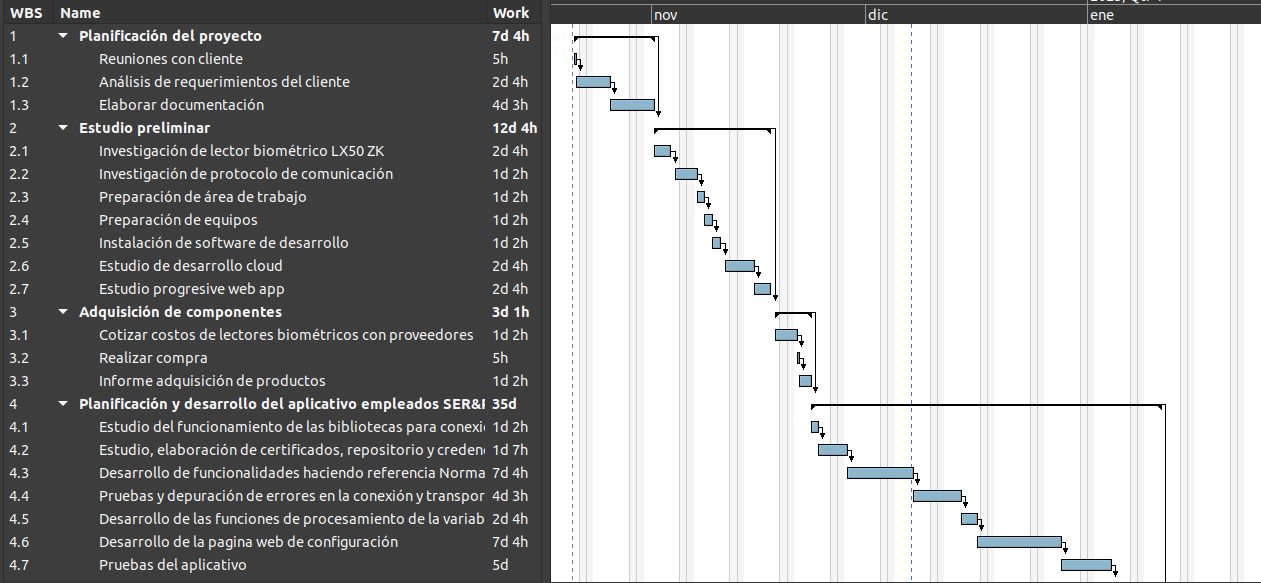 WBS Name Work
nov dic ene
1 Planificación del proyecto 7d 4h
1.1 Reuniones con cliente 5h
1.2 Análisis de requerimientos del cliente 2d 4h
1.3 Elaborar documentación 4d 3h
2 Estudio preliminar 12d 4h
2.1 Investigación de lector biométrico LX50 ZK 2d 4h
2.2 Investigación de protocolo de comunicación 1d 2h
2.3 Preparación de área de trabajo 1d 2h
2.4 Preparación de equipos 1d 2h
2.5 Instalación de software de desarrollo 1d 2h
2.6 Estudio de desarrollo cloud 2d 4h
2.7 Estudio progresive web app 2d 4h
3 Adquisición de componentes 3d 1h
3.1 Cotizar costos de lectores biométricos con proveedores 1d 2h
3.2 Realizar compra 5h
3.3 Informe adquisición de productos 1d 2h
4 Planificación y desarrollo del aplicativo empleados 35d
4.1 Estudio del funcionamiento de las bibliotecas para conexi 1d 2h
4.2 Estudio, elaboración de certificados, repositorio y creden 1d 7h
4.3 Desarrollo de funcionalidades haciendo referencia Norma 7d 4h
4.4 Pruebas y depuración de errores en la conexión y transpor 4d 3h
4.5 Desarrollo de las funciones de procesamiento de la variab 2d 4h
4.6 Desarrollo de la pagina web de configuración 7d 4h
4.7 Pruebas del aplicativo 5d